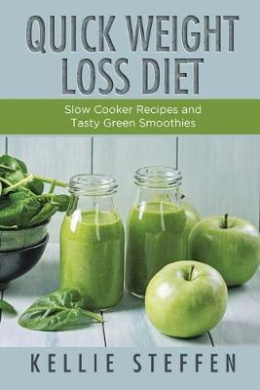 QUICK WEIGHT
LOSS DIET
Slow Cooker Recipes and
Tasty Green Smoothies
KELLIE STEFFEN